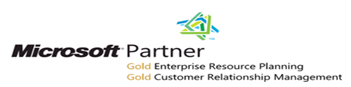 Microsoft Partner
Gold Enterprise Resource Planning
Gold Customer Relationship Management